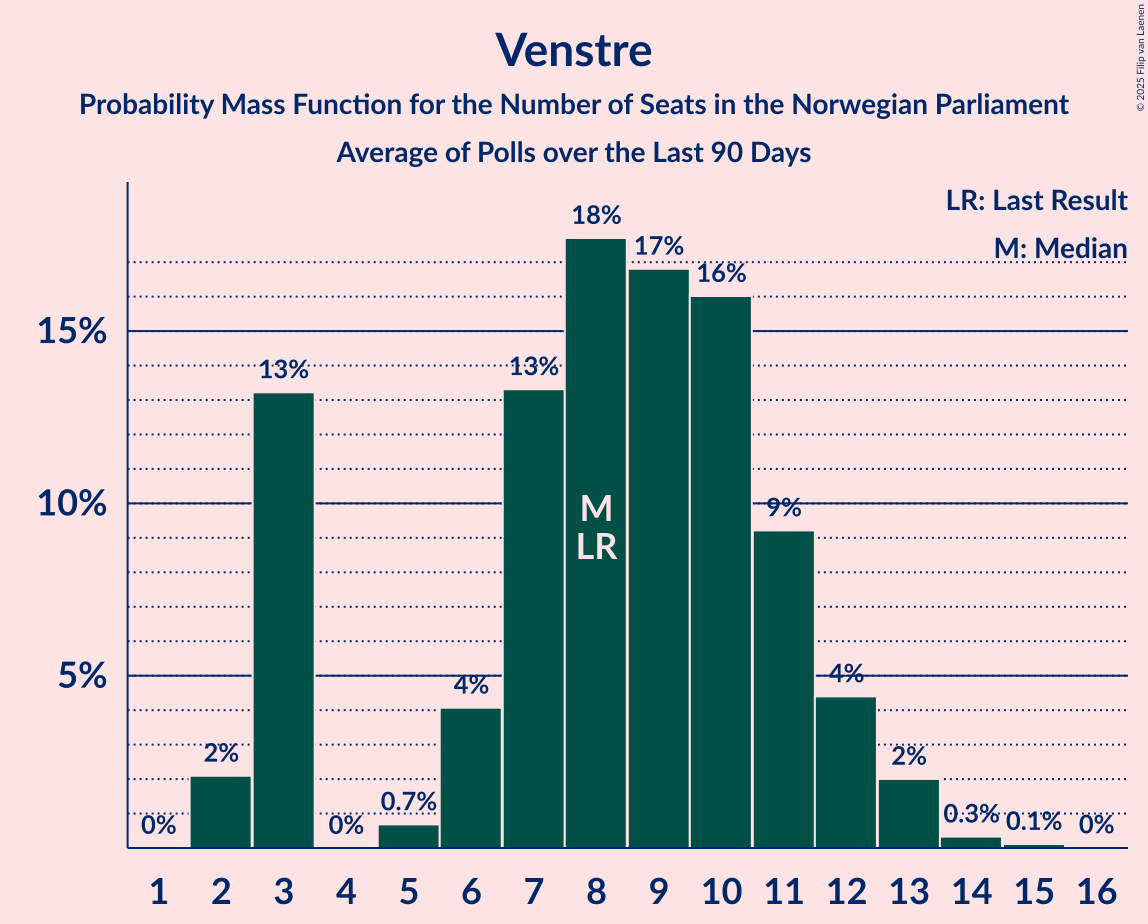 Venstre
Probability Mass Function for the Number of Seats in the Norwegian Parliament
Average of Polls over the Last 90 Days
© 2025 Filip van Laenen
LR: Last Result
M: Median
15%
10%
5%
0%
2%
13%
0%
0.7%
4%
13%
18%
17%
16%
9%
4%
2%
0.3%
0.1%
0%
M
LR
1 2 3 4 5 6 7 8 9 10 11 12 13 14 15 16